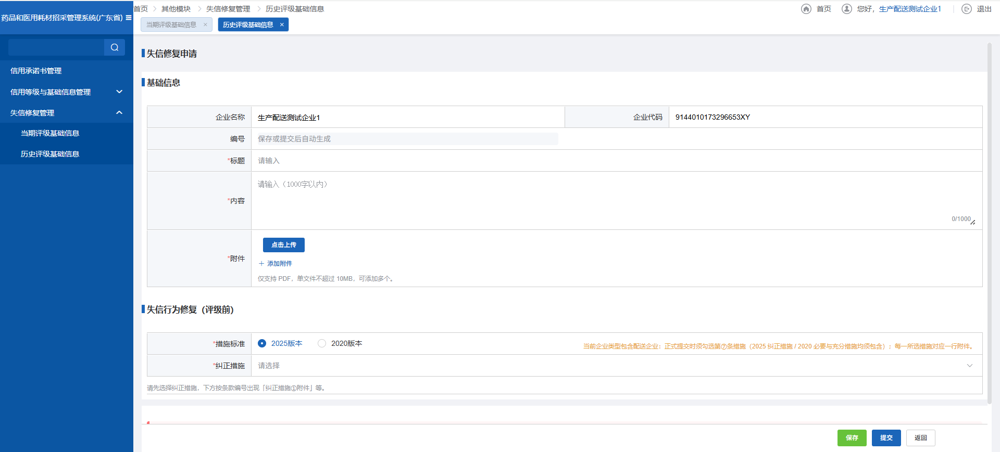 药品和医用耗材招采管理系统(广东省)
首页 > 其他模块 > 失信修复管理 > 历史评级基础信息
首页 您好，生产配送测试企业1 退出
当期评级基础信息 × 历史评级基础信息 ×
信用承诺书管理
信用等级与基础信息管理
失信修复管理
当期评级基础信息
历史评级基础信息
失信修复申请
基础信息
企业名称 生产配送测试企业1 企业代码 9144010173296653XY
编号 保存或提交后自动生成
*标题 请输入
*内容 请输入（1000字以内）
0/1000
*附件 点击上传
+ 添加附件
仅支持 PDF，单文件不超过 10MB，可添加多个。
失信行为修复（评级前）
*措施标准 2025版本 2020版本 当前企业类型包含配送企业：正式提交时须勾选第⑦条措施（2025 纠正措施 / 2020 必要与充分措施均须包含）；每一所选措施对应一行附件。
*纠正措施 请选择
请先选择纠正措施，下方按条款编号出现「纠正措施①附件」等。
保存 提交 返回